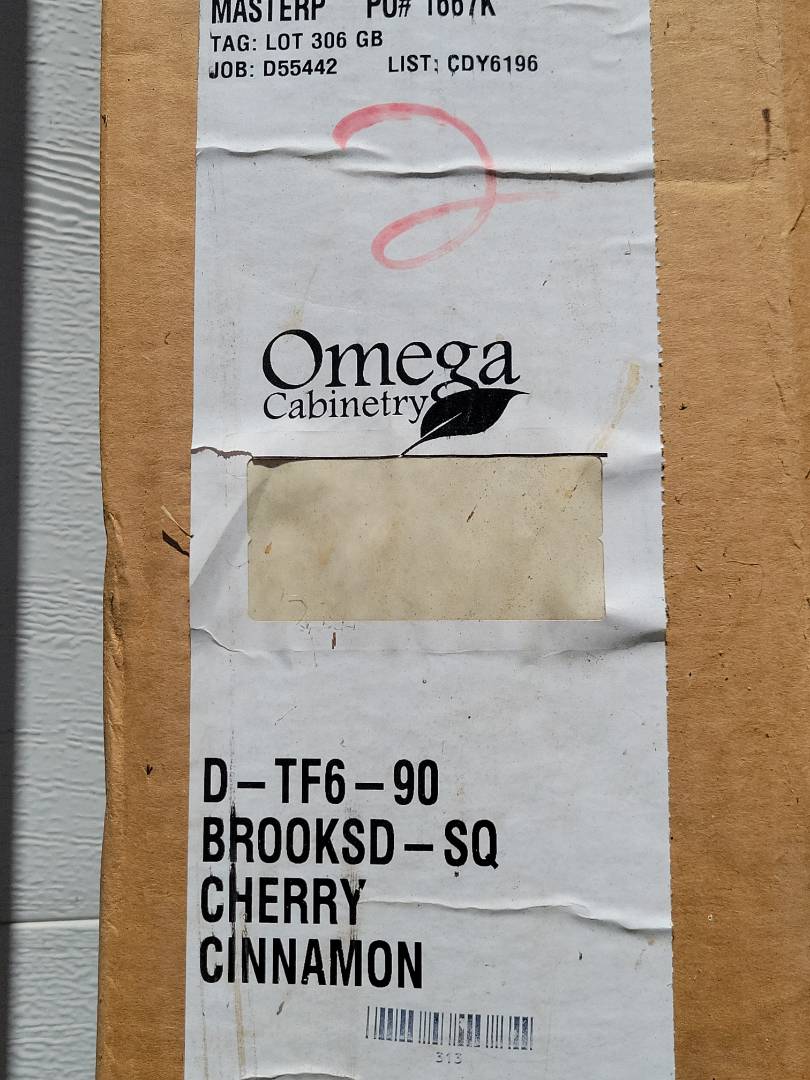 MASTERP PO# 1667K
TAG: LOT 306 GB
JOB: D55442 LIST: CDY6196
2
Omega
Cabinetry
D-TF6-90
BROOKSD-SQ
CHERRY
CINNAMON
313